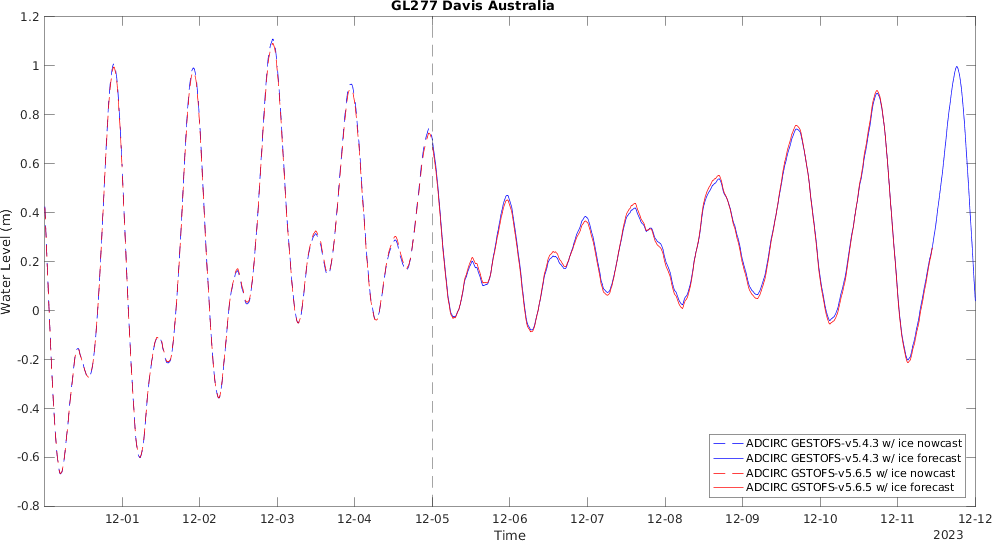 GL277 Davis Australia
1.2
1
0.8
0.6
0.4
0.2
0
-0.2
-0.4
-0.6
-0.8
Water Level (m)
12-01 12-02 12-03 12-04 12-05 12-06 12-07 12-08 12-09 12-10 12-11 12-12
Time
2023
ADCIRC GESTOFS-v5.4.3 w/ ice nowcast
ADCIRC GESTOFS-v5.4.3 w/ ice forecast
ADCIRC GSTOFS-v5.6.5 w/ ice nowcast
ADCIRC GSTOFS-v5.6.5 w/ ice forecast